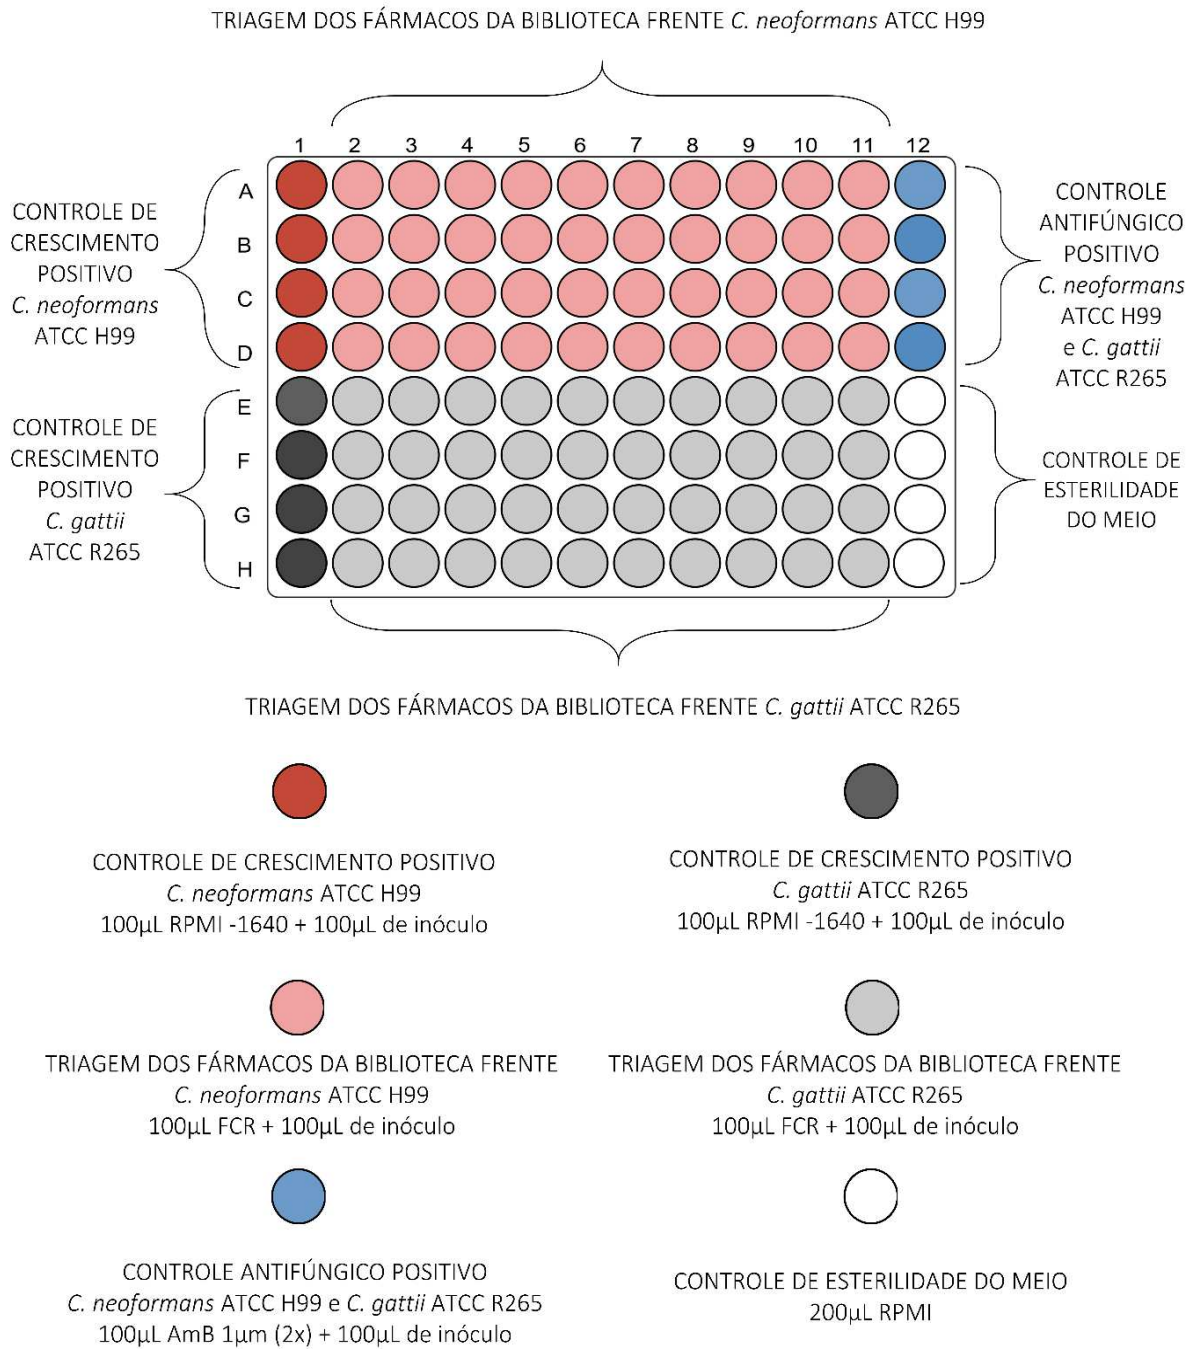 TRIAGEM DOS FÁRMACOS DA BIBLIOTECA FRENTE C. neoformans ATCC H99
1 2 3 4 5 6 7 8 9 10 11 12
A
B
C
D
E
F
G
H
CONTROLE DE
CRESCIMENTO
POSITIVO
C. neoformans
ATCC H99
CONTROLE DE
CRESCIMENTO
POSITIVO
C. gattii
ATCC R265
CONTROLE
ANTIFÚNGICO
POSITIVO
C. neoformans
ATCC H99
e C. gattii
ATCC R265
CONTROLE DE
ESTERILIDADE
DO MEIO
TRIAGEM DOS FÁRMACOS DA BIBLIOTECA FRENTE C. gattii ATCC R265
CONTROLE DE CRESCIMENTO POSITIVO
C. neoformans ATCC H99
100µL RPMI -1640 + 100µL de inóculo
CONTROLE DE CRESCIMENTO POSITIVO
C. gattii ATCC R265
100µL RPMI -1640 + 100µL de inóculo
TRIAGEM DOS FÁRMACOS DA BIBLIOTECA FRENTE
C. neoformans ATCC H99
100µL FCR + 100µL de inóculo
TRIAGEM DOS FÁRMACOS DA BIBLIOTECA FRENTE
C. gattii ATCC R265
100µL FCR + 100µL de inóculo
CONTROLE ANTIFÚNGICO POSITIVO
C. neoformans ATCC H99 e C. gattii ATCC R265
100µL AmB 1µm (2x) + 100µL de inóculo
CONTROLE DE ESTERILIDADE DO MEIO
200µL RPMI